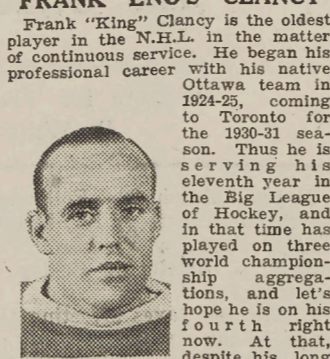 Frank "King" Clancy is the oldest
player in the N.H.L. in the matter
of continuous service. He began his
professional career with his native
Ottawa team in
1924-25, coming
to Toronto for
the 1930-31 sea-
son. Thus he is
serving his
eleventh year in
the Big League
of Hockey, and
in that time has
played on three
world champion-
ship aggrega-
tions, and let's
hope he is on his
fourth right
now. At that,
despite his long